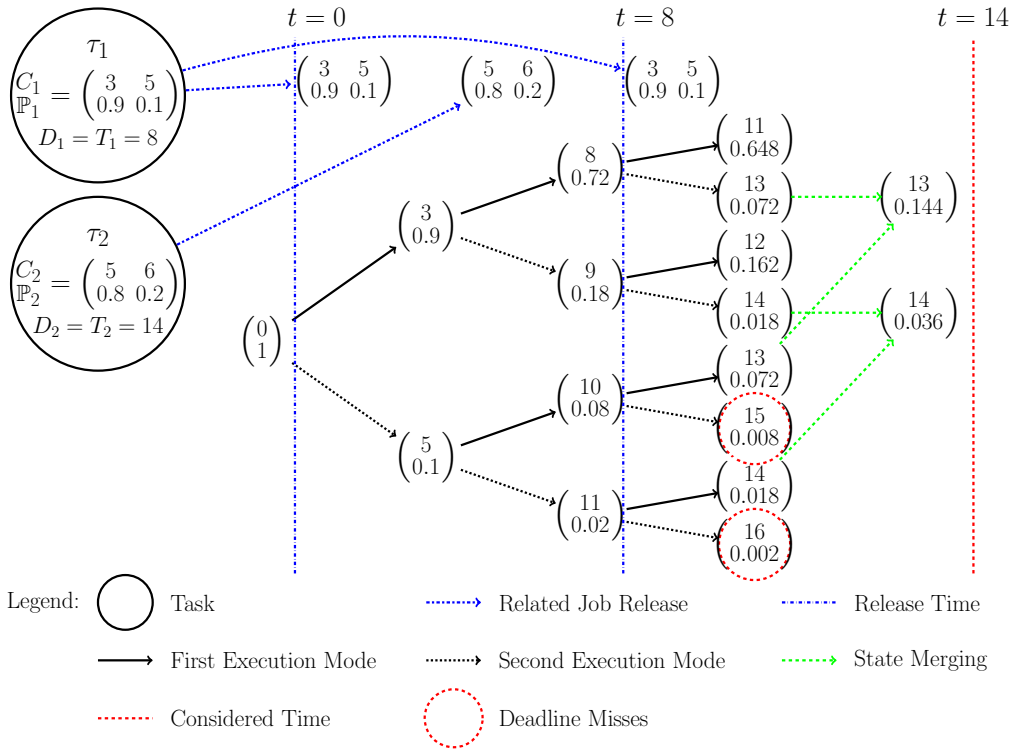 t = 0
t = 8
t = 14
τ1
C1 3 5
ℙ1 = 0.9 0.1
D1 = T1 = 8
3 5
0.9 0.1
5 6
0.8 0.2
3 5
0.9 0.1
τ2
C2 5 6
ℙ2 = 0.8 0.2
D2 = T2 = 14
0
1
3
0.9
5
0.1
8
0.72
9
0.18
10
0.08
11
0.02
11
0.648
13
0.072
12
0.162
14
0.018
13
0.072
15
0.008
14
0.018
16
0.002
13
0.144
14
0.036
Legend:
Task
Related Job Release
Release Time
First Execution Mode
Second Execution Mode
State Merging
Considered Time
Deadline Misses